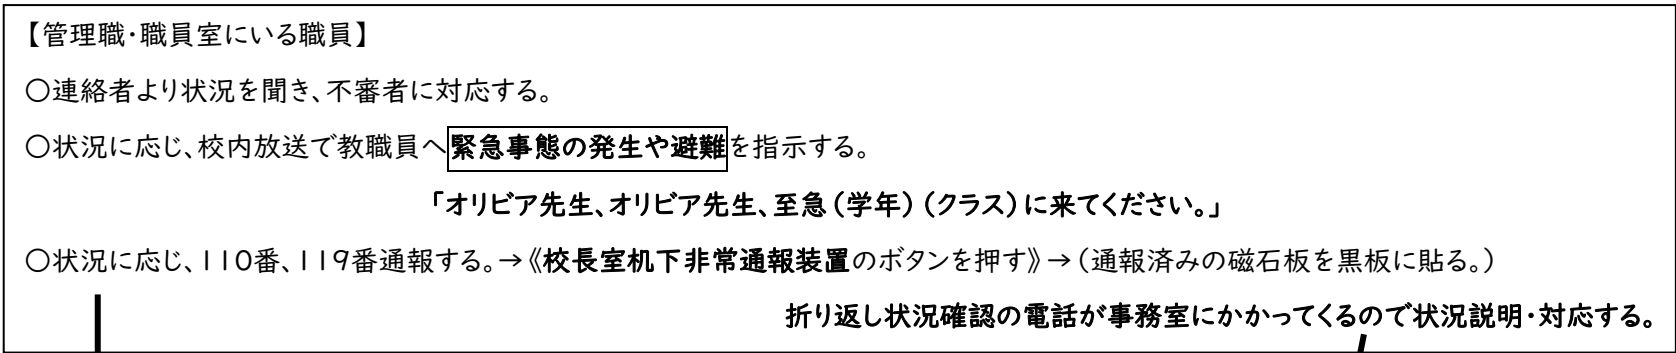 【管理職・職員室にいる職員】
○連絡者より状況を聞き、不審者に対応する。
○状況に応じ、校内放送で教職員へ緊急事態の発生や避難を指示する。
「オリビア先生、オリビア先生、至急（学年）（クラス）に来てください。」
○状況に応じ、110番、119番通報する。→《校長室机下非常通報装置のボタンを押す》→（通報済みの磁石板を黒板に貼る。）
折り返し状況確認の電話が事務室にかかってくるので状況説明・対応する。